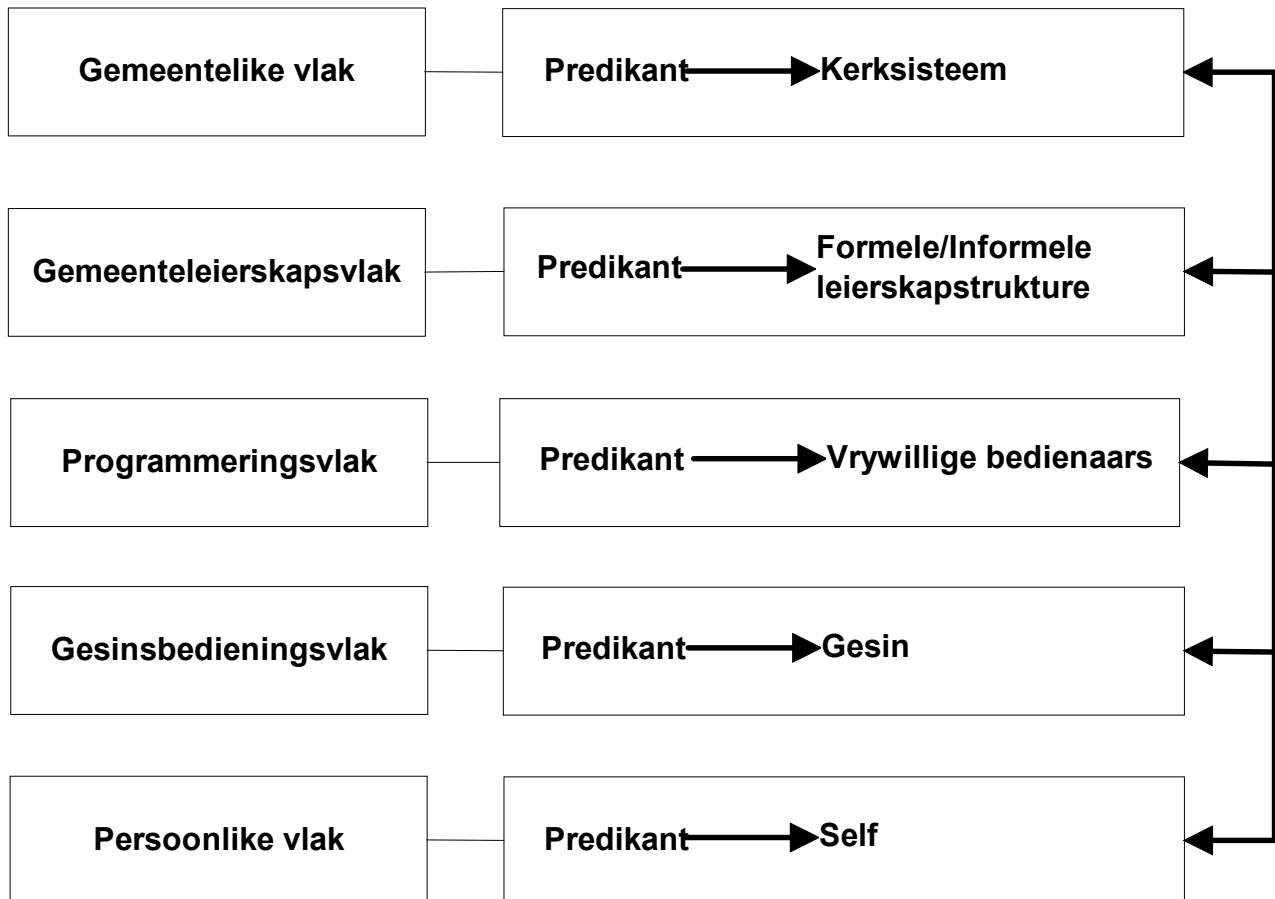 Gemeentelike vlak
Predikant Kerksisteem
Gemeenteleierskapsvlak
Predikant
Formele/Informele
leierskapstrukture
Programmeringsvlak
Predikant Vrywillige bedienaars
Gesinsbedieningsvlak
Predikant Gesin
Persoonlike vlak
Predikant Self